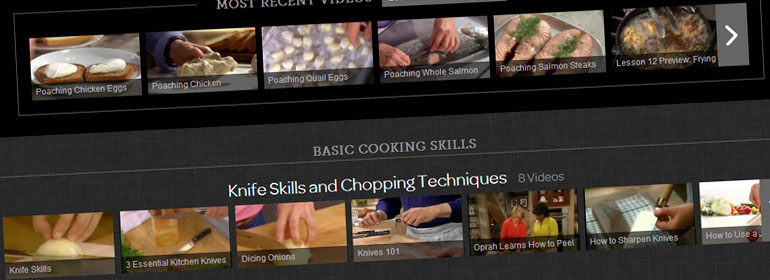 MOST RECENT VIDEOS
Poaching Chicken Eggs
Poaching Chicken
Poaching Quail Eggs
Poaching Whole Salmon
Poaching Salmon Steaks
Lesson 12 Preview: Frying
BASIC COOKING SKILLS
Knife Skills and Chopping Techniques 8 Videos
Knife Skills
3 Essential Kitchen Knives
Dicing Onions
Knives 101
Oprah Learns How to Peel
How to Sharpen Knives
How to Use a